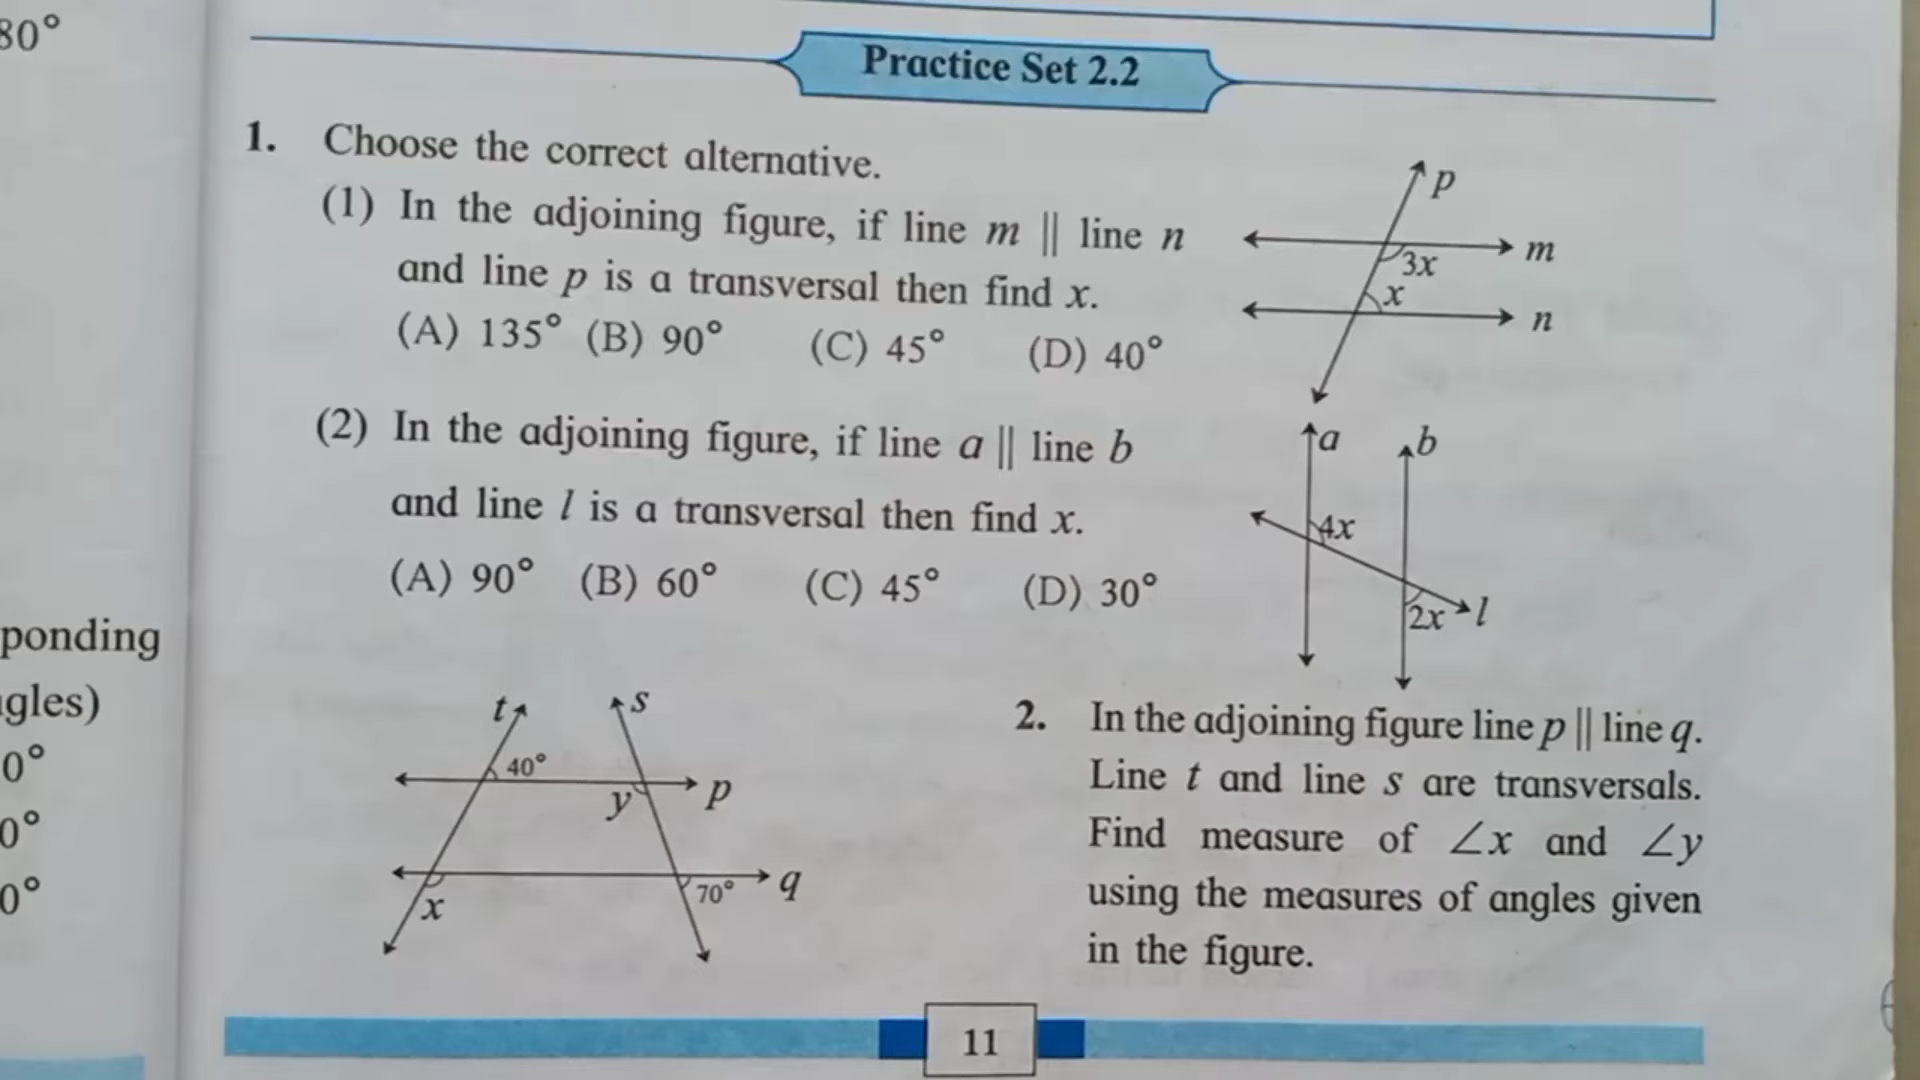 80°
ponding
gles)
0°
0°
0°
Practice Set 2.2
1. Choose the correct alternative.
(1) In the adjoining figure, if line m || line n
and line p is a transversal then find x.
(A) 135° (B) 90° (C) 45° (D) 40°
p
m
3x
x
n
(2) In the adjoining figure, if line a || line b
and line l is a transversal then find x.
(A) 90° (B) 60° (C) 45° (D) 30°
a b
4x
2x l
t s
40°
y p
q
x 70°
2. In the adjoining figure line p || line q.
Line t and line s are transversals.
Find measure of ∠x and ∠y
using the measures of angles given
in the figure.
11